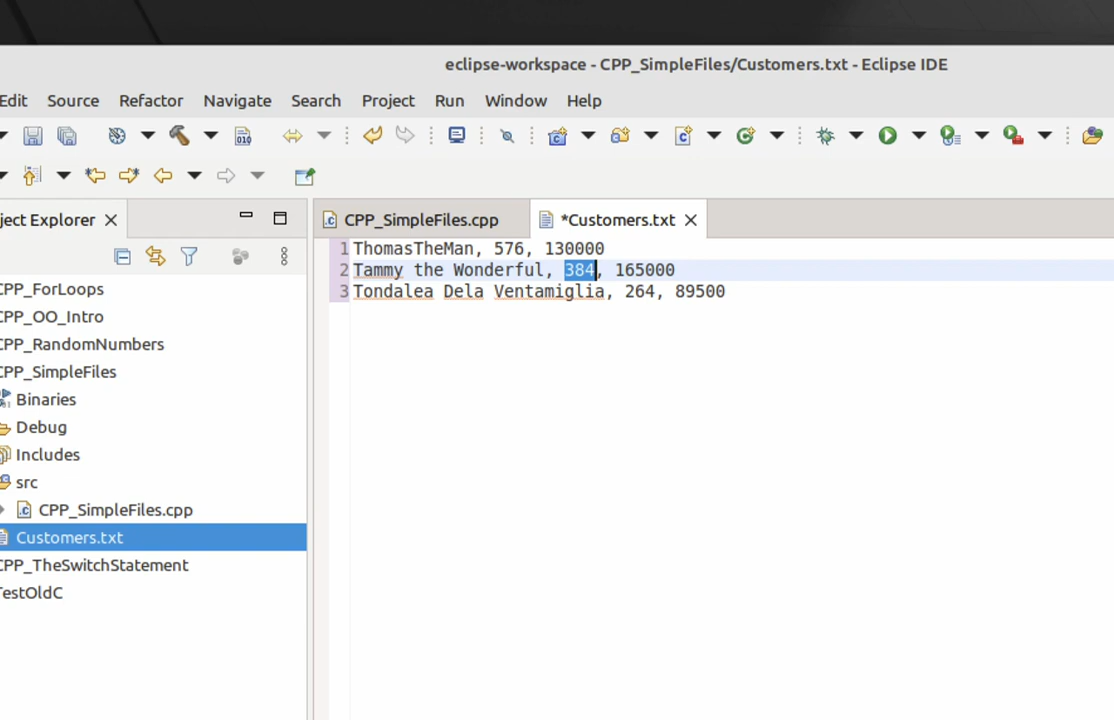 eclipse-workspace - CPP_SimpleFiles/Customers.txt - Eclipse IDE
Edit Source Refactor Navigate Search Project Run Window Help
010
ject Explorer
CPP_SimpleFiles.cpp
*Customers.txt
1 ThomasTheMan, 576, 130000
2 Tammy the Wonderful, 384, 165000
3 Tondalea Dela Ventamiglia, 264, 89500
CPP_ForLoops
CPP_OO_Intro
CPP_RandomNumbers
CPP_SimpleFiles
Binaries
Debug
Includes
src
CPP_SimpleFiles.cpp
Customers.txt
CPP_TheSwitchStatement
TestOldC